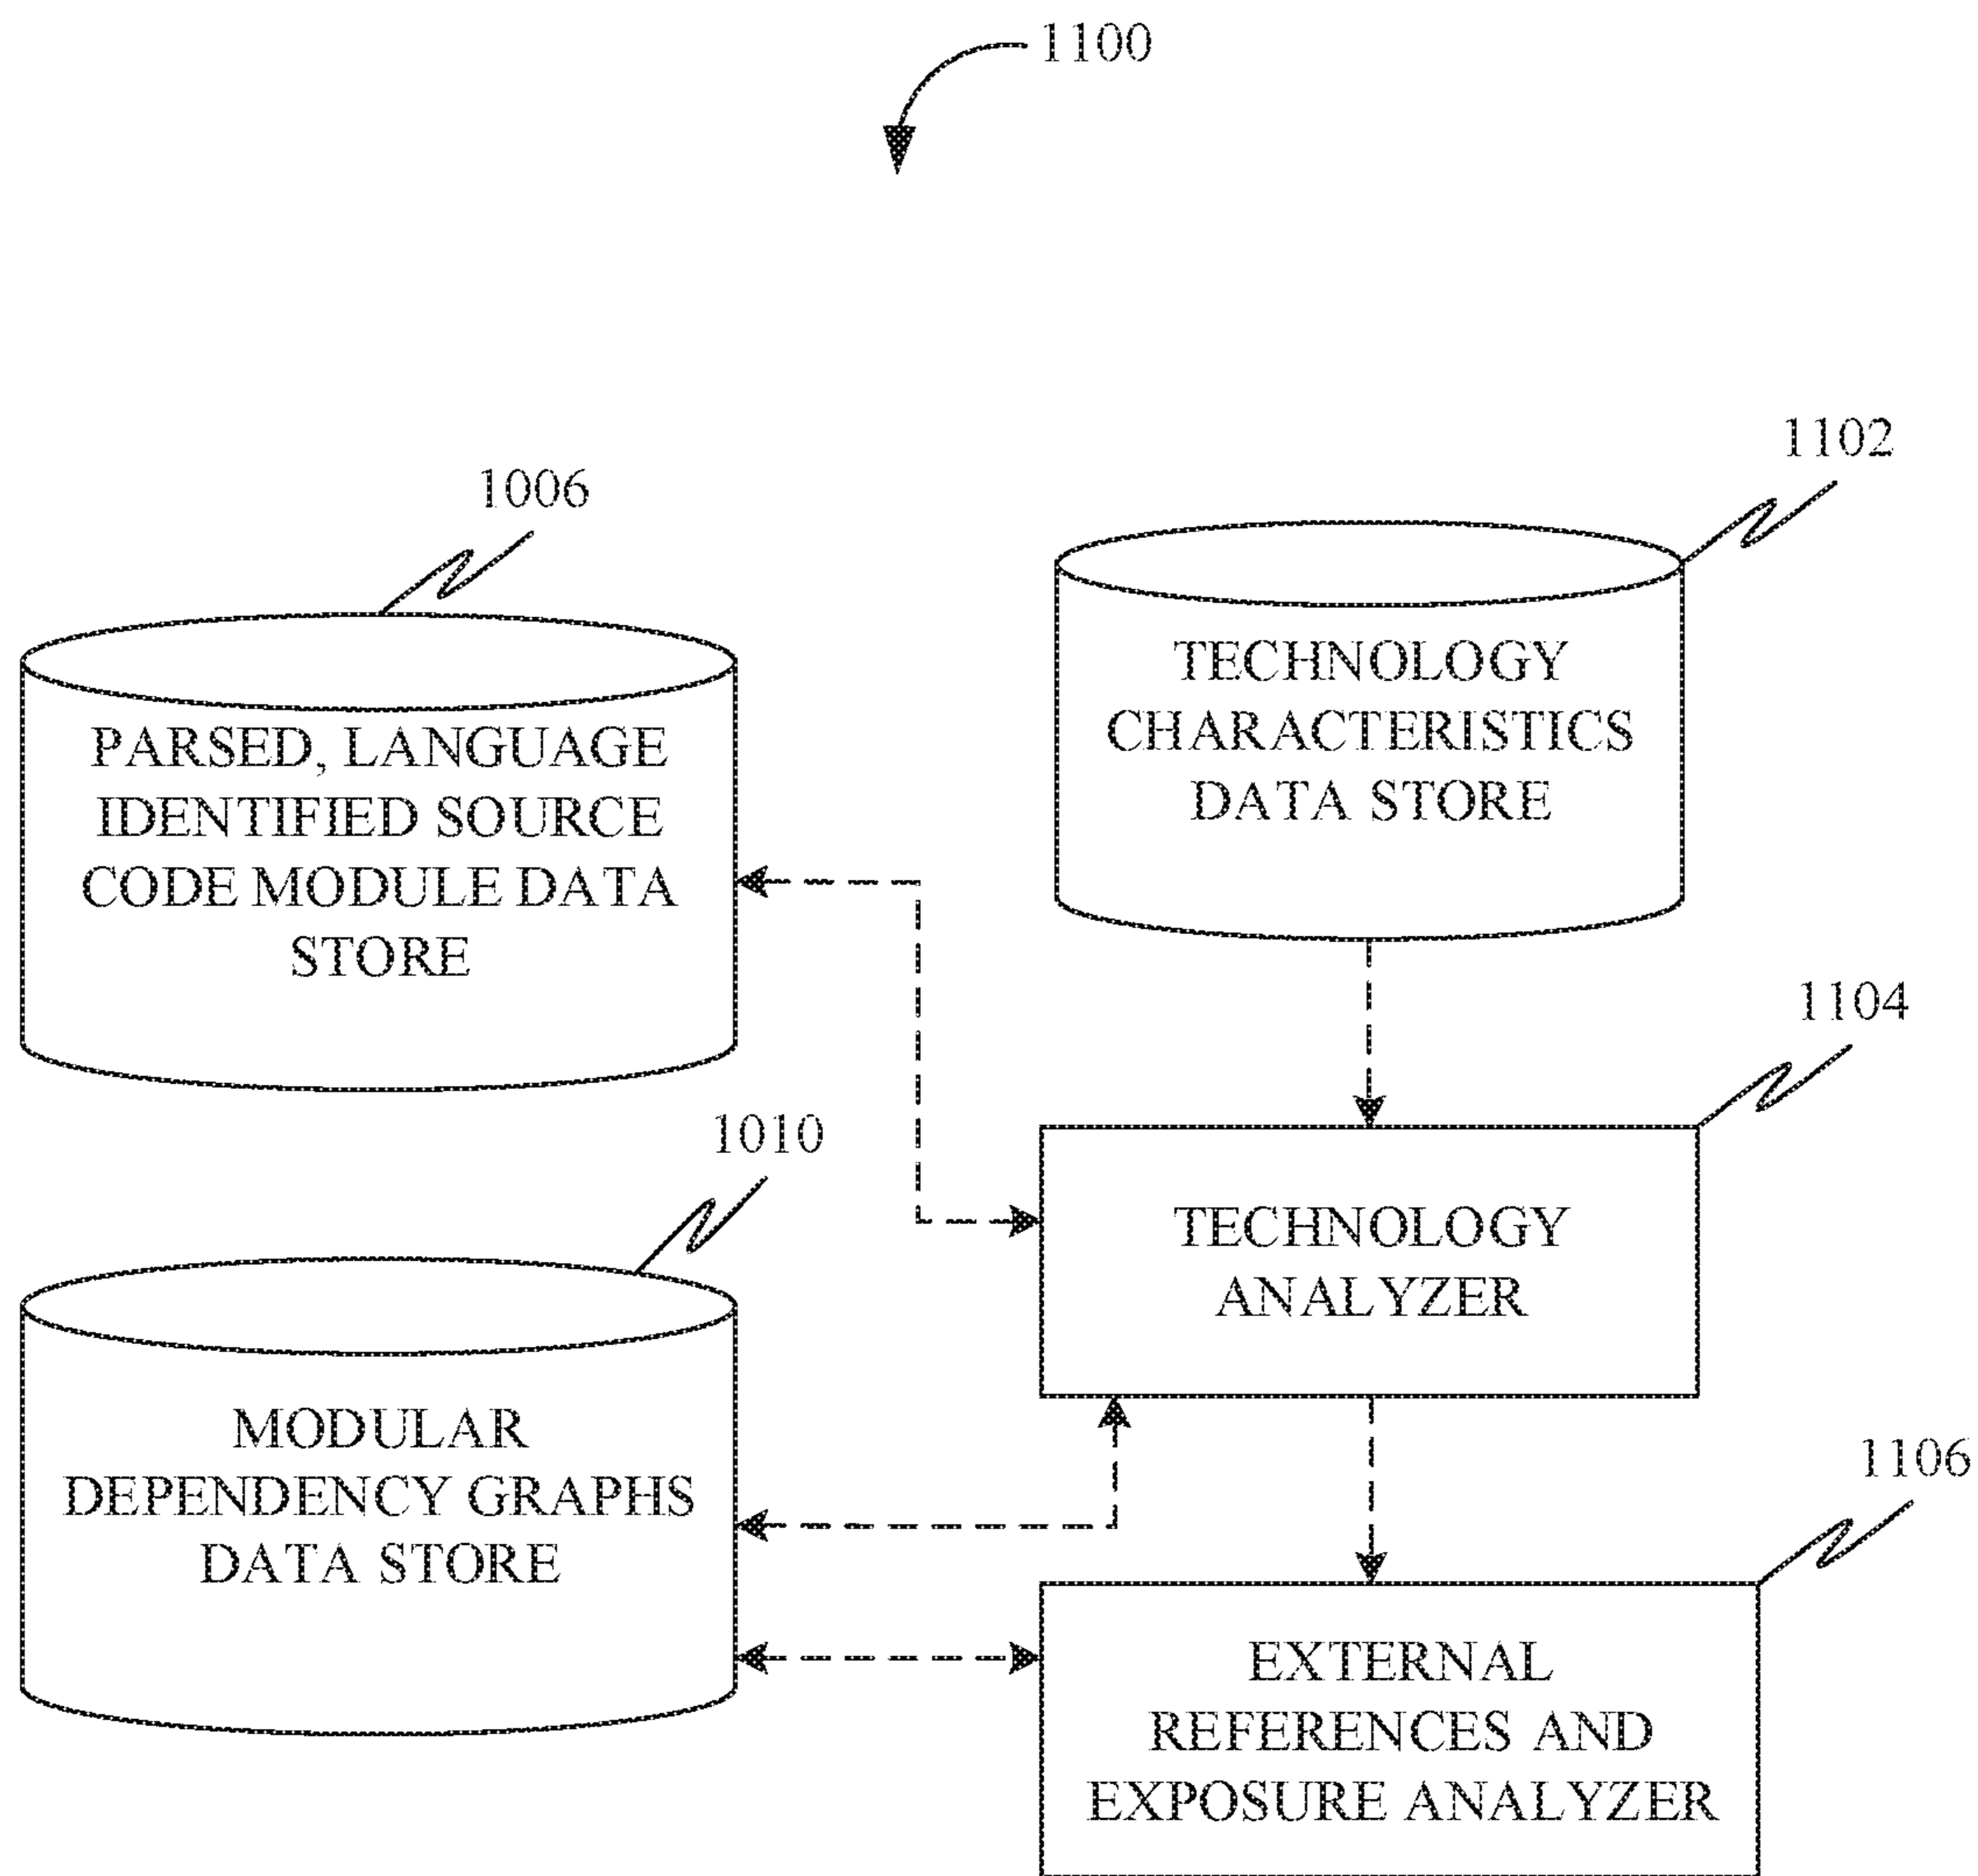 1100
1102
1006
TECHNOLOGY
CHARACTERISTICS
DATA STORE
PARSED, LANGUAGE
IDENTIFIED SOURCE
CODE MODULE DATA
STORE
1104
1010
TECHNOLOGY
ANALYZER
MODULAR
DEPENDENCY GRAPHS
DATA STORE
1106
EXTERNAL
REFERENCES AND
EXPOSURE ANALYZER